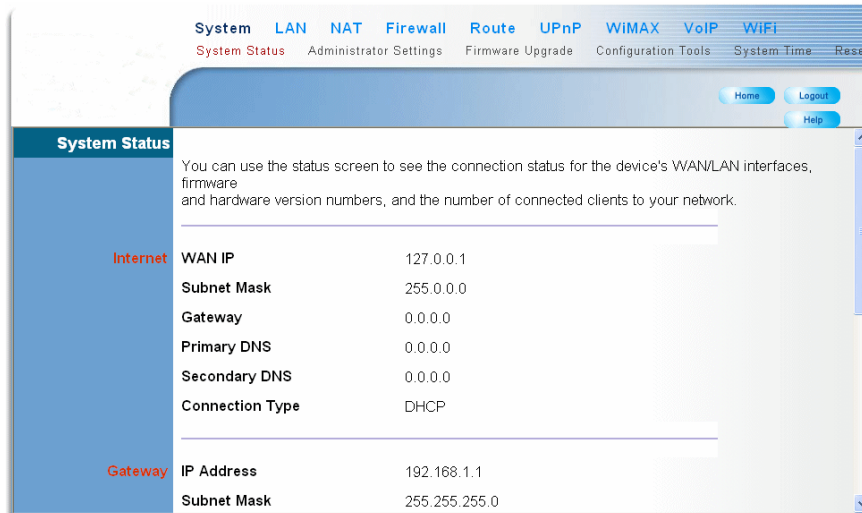 System LAN NAT Firewall Route UPnP WiMAX VoIP WiFi
System Status Administrator Settings Firmware Upgrade Configuration Tools System Time Rese
Home Logout
Help
System Status
You can use the status screen to see the connection status for the device's WAN/LAN interfaces,
firmware
and hardware version numbers, and the number of connected clients to your network.
Internet WAN IP 127.0.0.1
Subnet Mask 255.0.0.0
Gateway 0.0.0.0
Primary DNS 0.0.0.0
Secondary DNS 0.0.0.0
Connection Type DHCP
Gateway IP Address 192.168.1.1
Subnet Mask 255.255.255.0